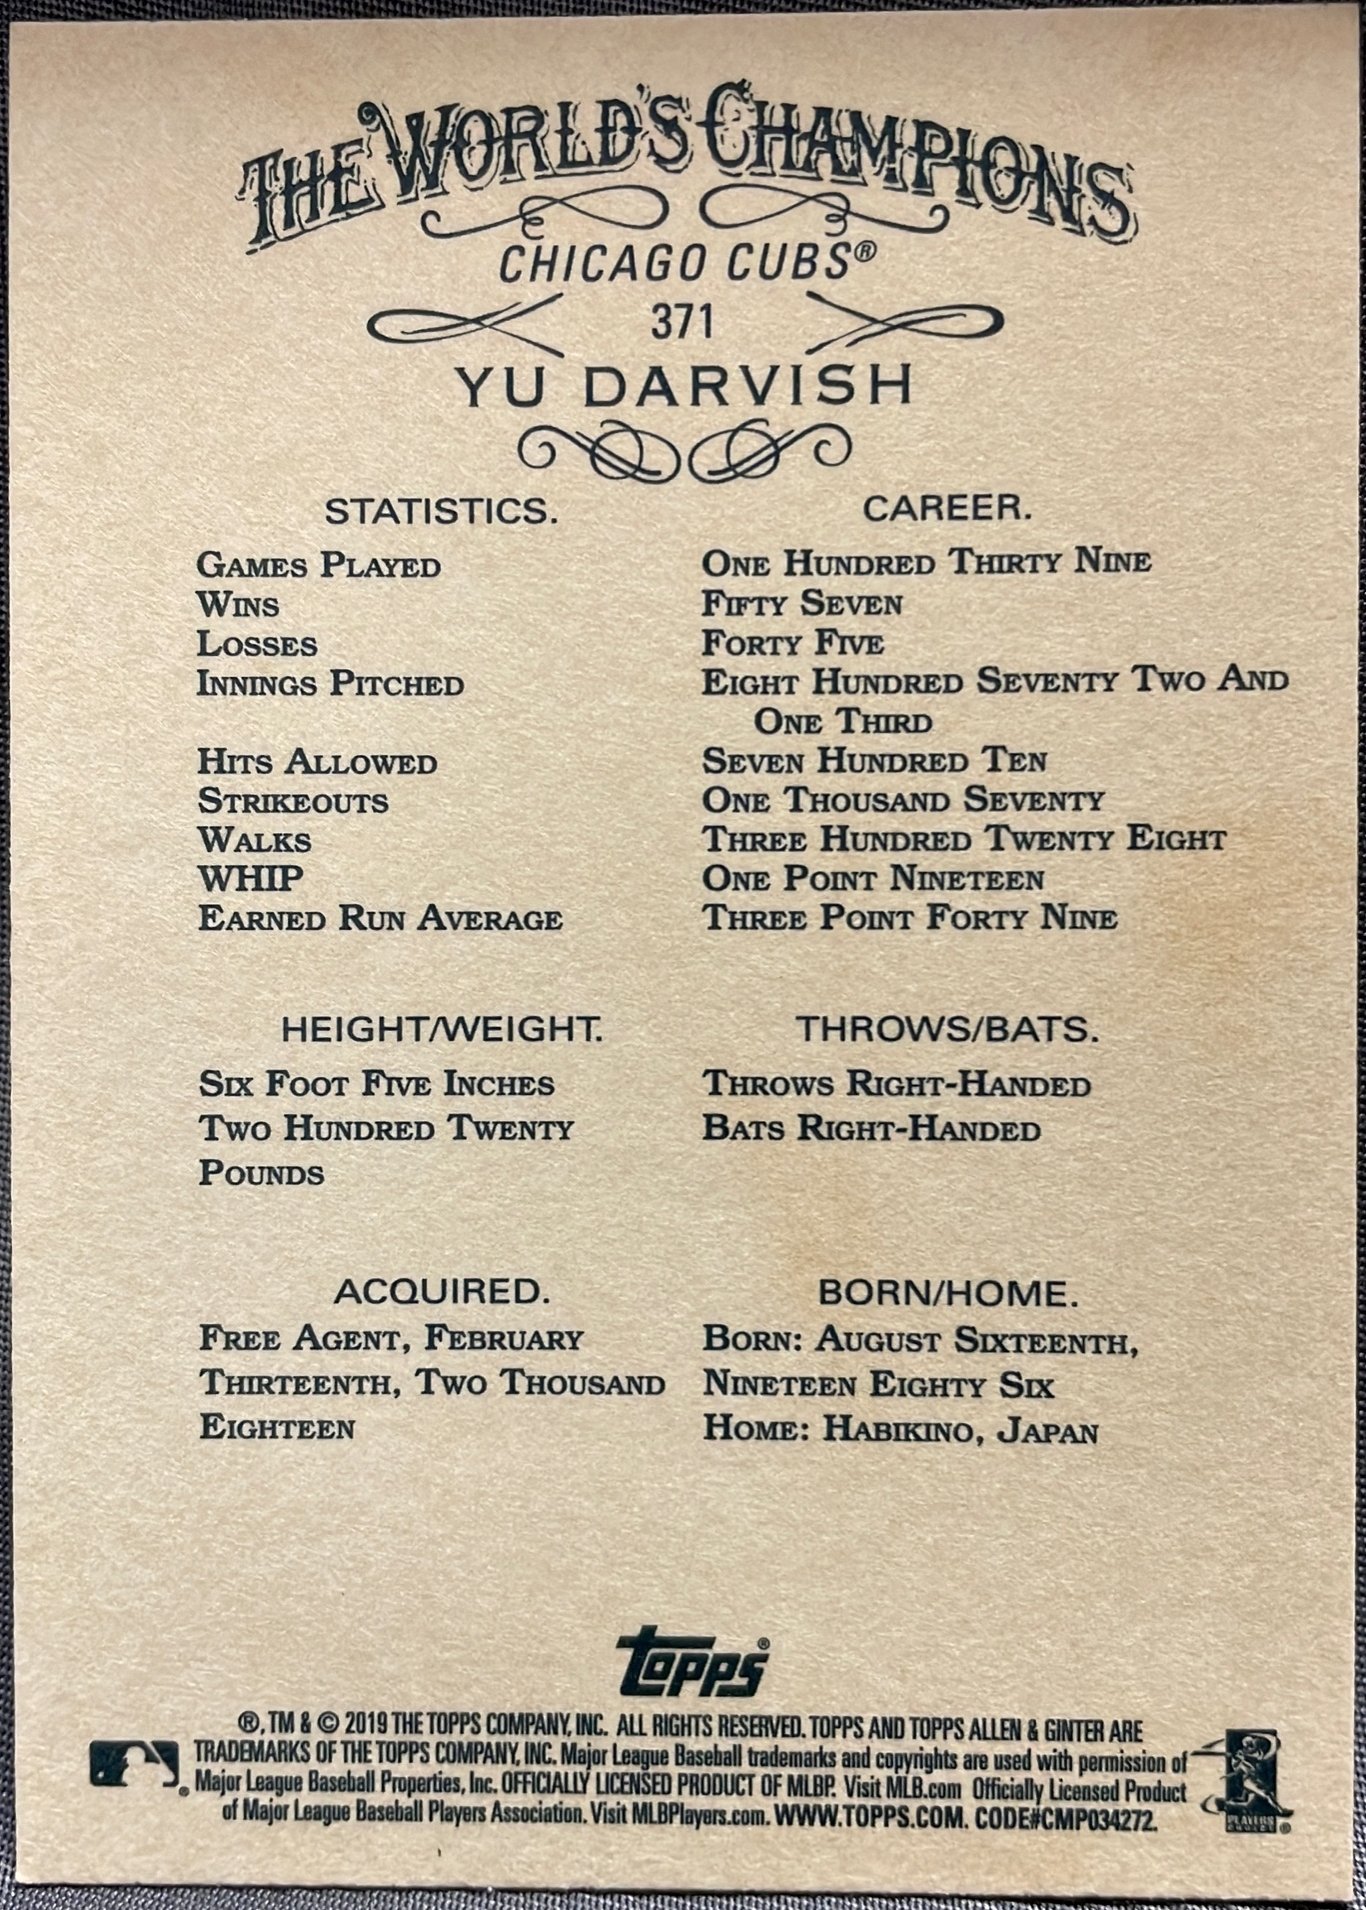 THE WORLD'S CHAMPIONS
CHICAGO CUBS®
371
YU DARVISH
STATISTICS. CAREER.
GAMES PLAYED ONE HUNDRED THIRTY NINE
WINS FIFTY SEVEN
LOSSES FORTY FIVE
INNINGS PITCHED EIGHT HUNDRED SEVENTY TWO AND
ONE THIRD
HITS ALLOWED SEVEN HUNDRED TEN
STRIKEOUTS ONE THOUSAND SEVENTY
WALKS THREE HUNDRED TWENTY EIGHT
WHIP ONE POINT NINETEEN
EARNED RUN AVERAGE THREE POINT FORTY NINE
HEIGHT/WEIGHT.
SIX FOOT FIVE INCHES
TWO HUNDRED TWENTY
POUNDS
THROWS/BATS.
THROWS RIGHT-HANDED
BATS RIGHT-HANDED
ACQUIRED.
FREE AGENT, FEBRUARY
THIRTEENTH, TWO THOUSAND
EIGHTEEN
BORN/HOME.
BORN: AUGUST SIXTEENTH,
NINETEEN EIGHTY SIX
HOME: HABIKINO, JAPAN
topps®
®, TM & © 2019 THE TOPPS COMPANY, INC. ALL RIGHTS RESERVED. TOPPS AND TOPPS ALLEN & GINTER ARE
TRADEMARKS OF THE TOPPS COMPANY, INC. Major League Baseball trademarks and copyrights are used with permission of
Major League Baseball Properties, Inc. OFFICIALLY LICENSED PRODUCT OF MLBP. Visit MLB.com Officially Licensed Product
of Major League Baseball Players Association. Visit MLBPlayers.com. WWW.TOPPS.COM. CODE#CMP034272.
PLAYERS
CHOICE ®